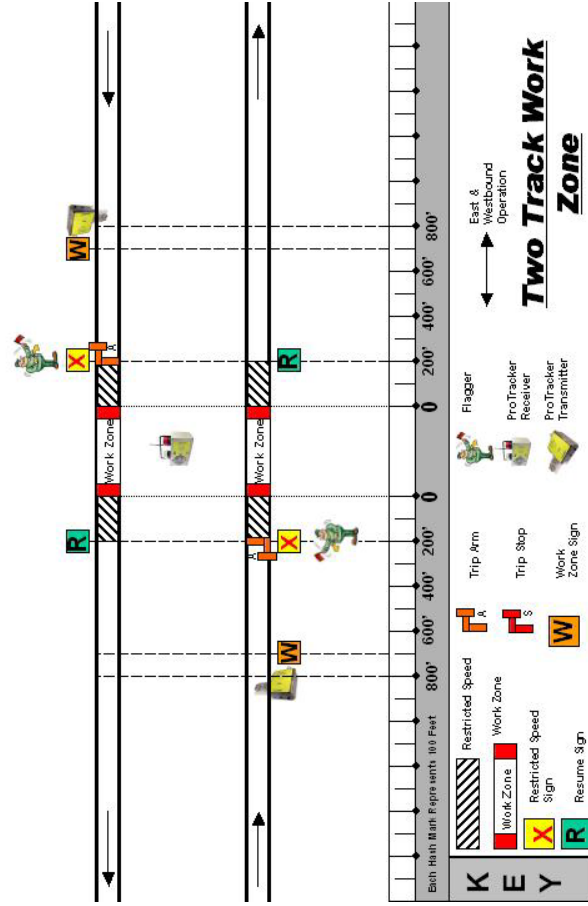 R
X
W
Work Zone
A
Work Zone
A
W
X
R
Each Hash Mark Represents 100 Feet
800' 600' 400' 200' 0 0 200' 400' 600' 800'
KEY
Restricted Speed
Work Zone
Work Zone
X
Restricted Speed
Sign
R
Resume Sign
A
Trip Arm
S
Trip Stop
W
Work
Zone Sign
Flagger
ProTracker
Receiver
ProTracker
Transmitter
East &
Westbound
Operation
Two Track Work
Zone